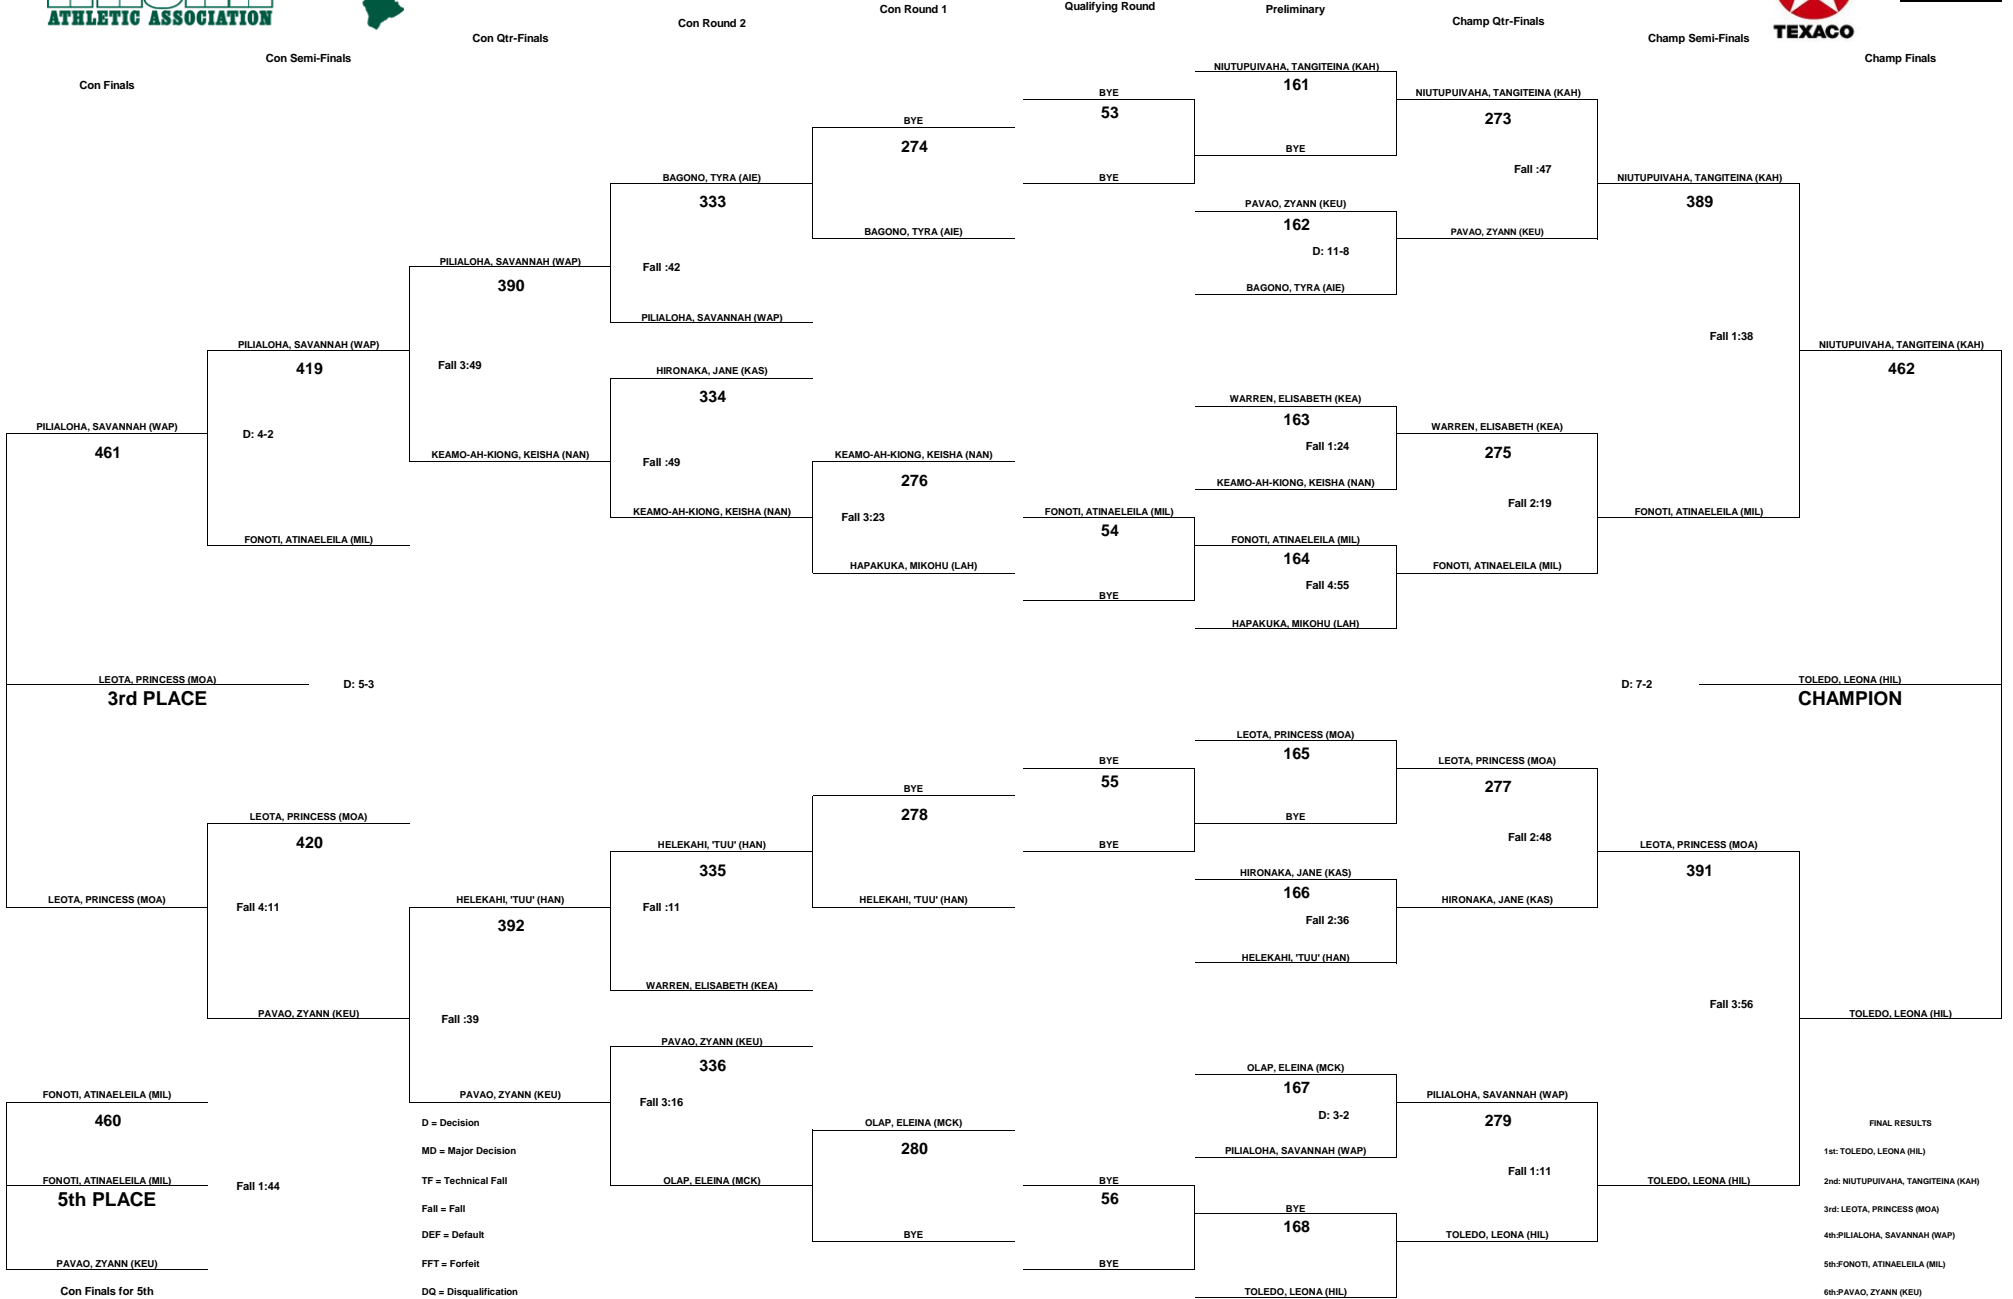 ATHLETIC ASSOCIATION
TEXACO
Con Finals
Con Semi-Finals
Con Qtr-Finals
Con Round 2
Con Round 1
Qualifying Round
Preliminary
Champ Qtr-Finals
Champ Semi-Finals
Champ Finals
NIUTUPUIVAHA, TANGITEINA (KAH)
161
BYE
BYE
53
BYE
NIUTUPUIVAHA, TANGITEINA (KAH)
273
Fall :47
PAVAO, ZYANN (KEU)
PAVAO, ZYANN (KEU)
162
D: 11-8
BAGONO, TYRA (AIE)
NIUTUPUIVAHA, TANGITEINA (KAH)
389
Fall 1:38
FONOTI, ATINAELEILA (MIL)
BYE
274
BAGONO, TYRA (AIE)
BAGONO, TYRA (AIE)
333
Fall :42
PILIALOHA, SAVANNAH (WAP)
PILIALOHA, SAVANNAH (WAP)
390
Fall 3:49
KEAMO-AH-KIONG, KEISHA (NAN)
HIRONAKA, JANE (KAS)
334
Fall :49
KEAMO-AH-KIONG, KEISHA (NAN)
PILIALOHA, SAVANNAH (WAP)
419
D: 4-2
FONOTI, ATINAELEILA (MIL)
PILIALOHA, SAVANNAH (WAP)
461
KEAMO-AH-KIONG, KEISHA (NAN)
276
Fall 3:23
HAPAKUKA, MIKOHU (LAH)
FONOTI, ATINAELEILA (MIL)
54
BYE
WARREN, ELISABETH (KEA)
163
Fall 1:24
KEAMO-AH-KIONG, KEISHA (NAN)
FONOTI, ATINAELEILA (MIL)
164
Fall 4:55
HAPAKUKA, MIKOHU (LAH)
WARREN, ELISABETH (KEA)
275
Fall 2:19
FONOTI, ATINAELEILA (MIL)
NIUTUPUIVAHA, TANGITEINA (KAH)
462
LEOTA, PRINCESS (MOA)
3rd PLACE
D: 5-3
D: 7-2
TOLEDO, LEONA (HIL)
CHAMPION
LEOTA, PRINCESS (MOA)
165
BYE
BYE
55
BYE
LEOTA, PRINCESS (MOA)
277
Fall 2:48
HIRONAKA, JANE (KAS)
HIRONAKA, JANE (KAS)
166
Fall 2:36
HELEKAHI, 'TUU' (HAN)
LEOTA, PRINCESS (MOA)
391
Fall 3:56
TOLEDO, LEONA (HIL)
TOLEDO, LEONA (HIL)
BYE
278
HELEKAHI, 'TUU' (HAN)
HELEKAHI, 'TUU' (HAN)
335
Fall :11
WARREN, ELISABETH (KEA)
LEOTA, PRINCESS (MOA)
420
Fall 4:11
PAVAO, ZYANN (KEU)
LEOTA, PRINCESS (MOA)
HELEKAHI, 'TUU' (HAN)
392
Fall :39
PAVAO, ZYANN (KEU)
PAVAO, ZYANN (KEU)
336
Fall 3:16
OLAP, ELEINA (MCK)
OLAP, ELEINA (MCK)
280
BYE
BYE
56
BYE
OLAP, ELEINA (MCK)
167
D: 3-2
PILIALOHA, SAVANNAH (WAP)
BYE
168
TOLEDO, LEONA (HIL)
PILIALOHA, SAVANNAH (WAP)
279
Fall 1:11
TOLEDO, LEONA (HIL)
FONOTI, ATINAELEILA (MIL)
460
FONOTI, ATINAELEILA (MIL)
5th PLACE
Fall 1:44
PAVAO, ZYANN (KEU)
Con Finals for 5th
D = Decision
MD = Major Decision
TF = Technical Fall
Fall = Fall
DEF = Default
FFT = Forfeit
DQ = Disqualification
FINAL RESULTS
1st: TOLEDO, LEONA (HIL)
2nd: NIUTUPUIVAHA, TANGITEINA (KAH)
3rd: LEOTA, PRINCESS (MOA)
4th:PILIALOHA, SAVANNAH (WAP)
5th:FONOTI, ATINAELEILA (MIL)
6th:PAVAO, ZYANN (KEU)